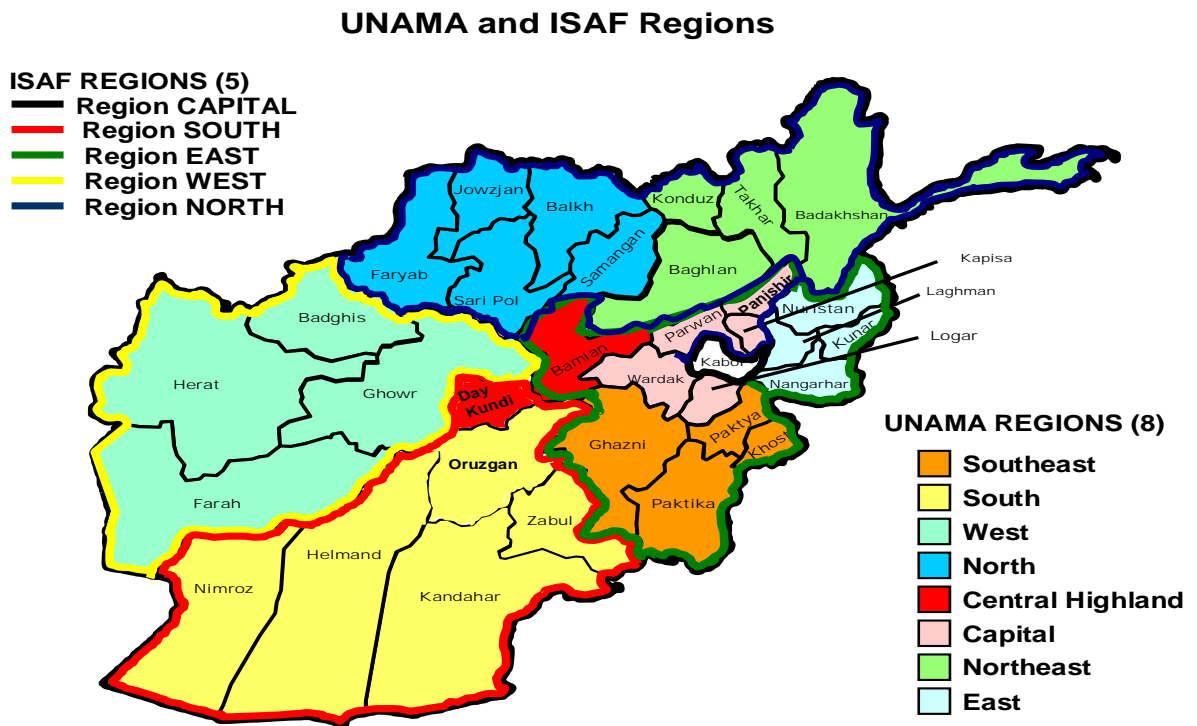 UNAMA and ISAF Regions
ISAF REGIONS (5)
Region CAPITAL
Region SOUTH
Region EAST
Region WEST
Region NORTH
Jowzjan
Balkh
Konduz
Takhar
Badakhshan
Faryab
Sari Pol
Samangan
Baghlan
Kapisa
Panjshir
Laghman
Badghis
Parwan
Nuristan
Kunar
Logar
Bamian
Kabol
Herat
Ghowr
Day
Kundi
Wardak
Nangarhar
Paktya
Khost
Ghazni
Oruzgan
Farah
Paktika
Zabul
Helmand
Nimroz
Kandahar
UNAMA REGIONS (8)
Southeast
South
West
North
Central Highland
Capital
Northeast
East